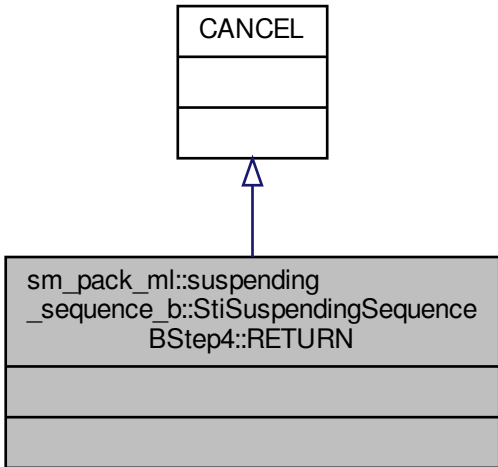 CANCEL
sm_pack_ml::suspending
_sequence_b::StiSuspendingSequence
BStep4::RETURN